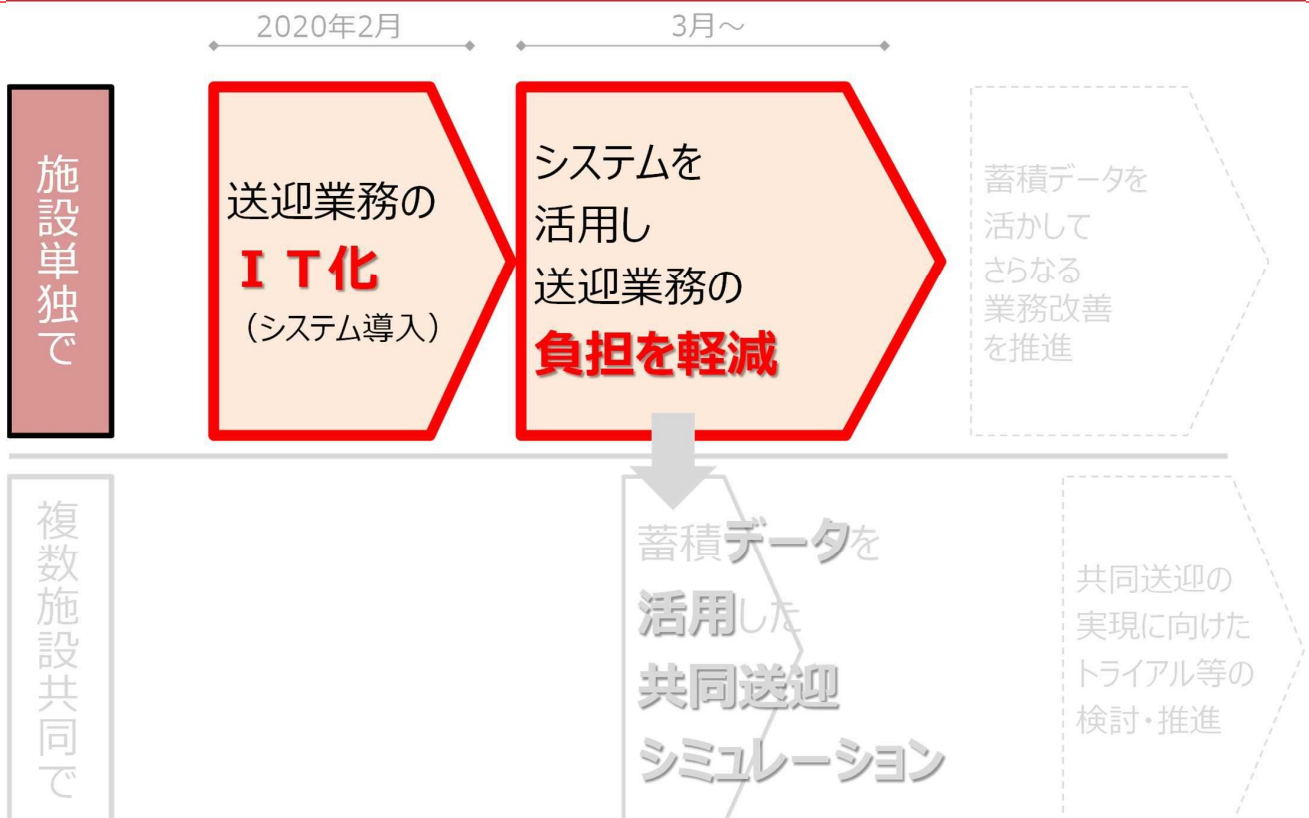 2020年2月
3月～
施設単独で
送迎業務の
ＩＴ化
（システム導入）
システムを
活用し
送迎業務の
負担を軽減
蓄積データを
活かして
さらなる
業務改善
を推進
複数施設共同で
蓄積データを
活用した
共同送迎
シミュレーション
共同送迎の
実現に向けた
トライアル等の
検討・推進